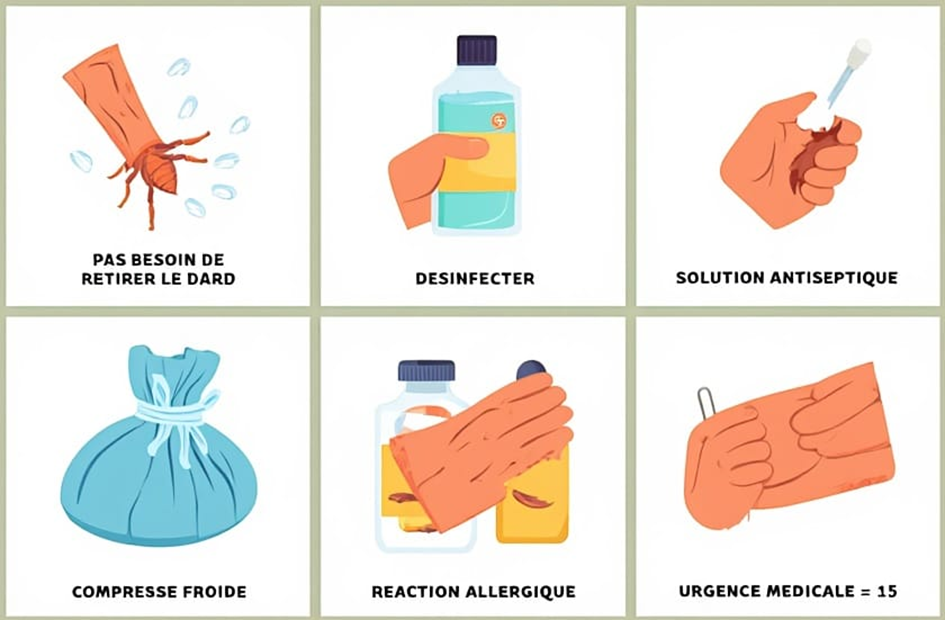 PAS BESOIN DE
RETIRER LE DARD
DESINFECTER
SOLUTION ANTISEPTIQUE
COMPRESSE FROIDE
REACTION ALLERGIQUE
URGENCE MEDICALE = 15